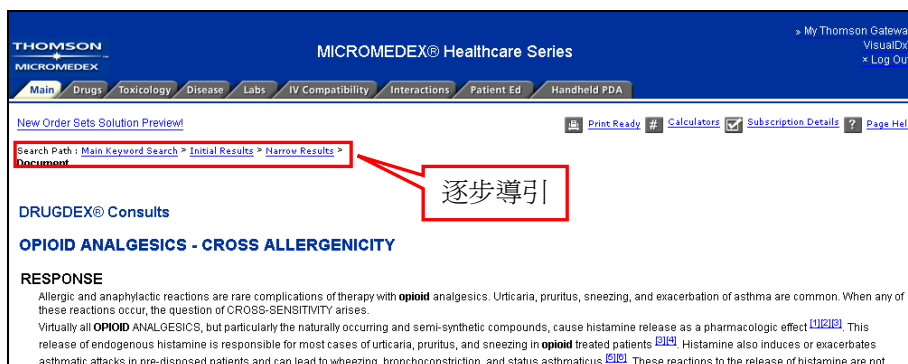 » My Thomson Gatewa
THOMSON
MICROMEDEX
MICROMEDEX® Healthcare Series
VisualDx
× Log Out
Main Drugs Toxicology Disease Labs IV Compatibility Interactions Patient Ed Handheld PDA
New Order Sets Solution Preview!
Print Ready # Calculators Subscription Details ? Page Hel
Search Path : Main Keyword Search > Initial Results > Narrow Results >
Document
逐步導引
DRUGDEX® Consults
OPIOID ANALGESICS - CROSS ALLERGENICITY
RESPONSE
Allergic and anaphylactic reactions are rare complications of therapy with opioid analgesics. Urticaria, pruritus, sneezing, and exacerbation of asthma are common. When any of
these reactions occur, the question of CROSS-SENSITIVITY arises.
Virtually all OPIOID ANALGESICS, but particularly the naturally occurring and semi-synthetic compounds, cause histamine release as a pharmacologic effect [1][2][3]. This
release of endogenous histamine is responsible for most cases of urticaria, pruritus, and sneezing in opioid treated patients [3][4]. Histamine also induces or exacerbates
asthmatic attacks in pre-disposed patients and can lead to wheezing, bronchoconstriction, and status asthmaticus [5][6]. These reactions to the release of histamine are not